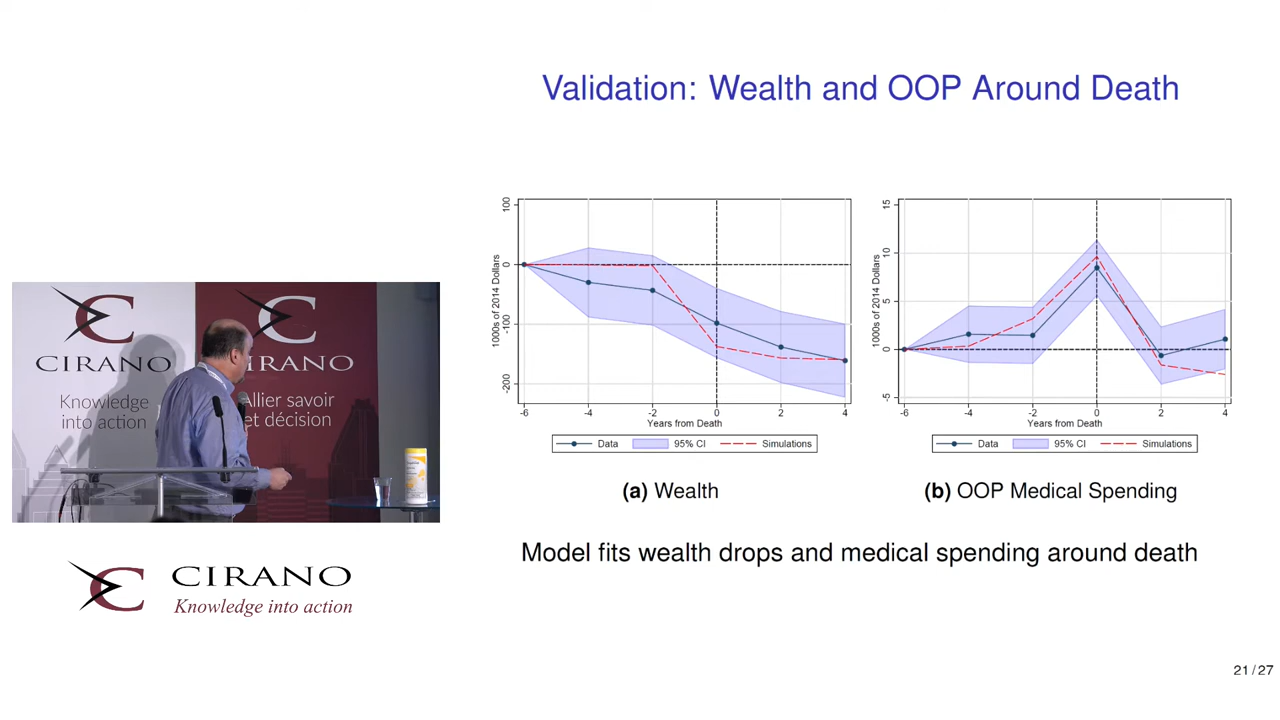 Validation: Wealth and OOP Around Death
1000s of 2014 Dollars
100
0
-100
-200
-6
-4
-2
0
2
4
Years from Death
Data
95% CI
Simulations
(a) Wealth
1000s of 2014 Dollars
15
10
5
0
-5
-6
-4
-2
0
2
4
Years from Death
Data
95% CI
Simulations
(b) OOP Medical Spending
Model fits wealth drops and medical spending around death
CIRANO
Knowledge
into action
CIRANO
Allier savoir
et décision
CIRANO
Knowledge into action
21 / 27